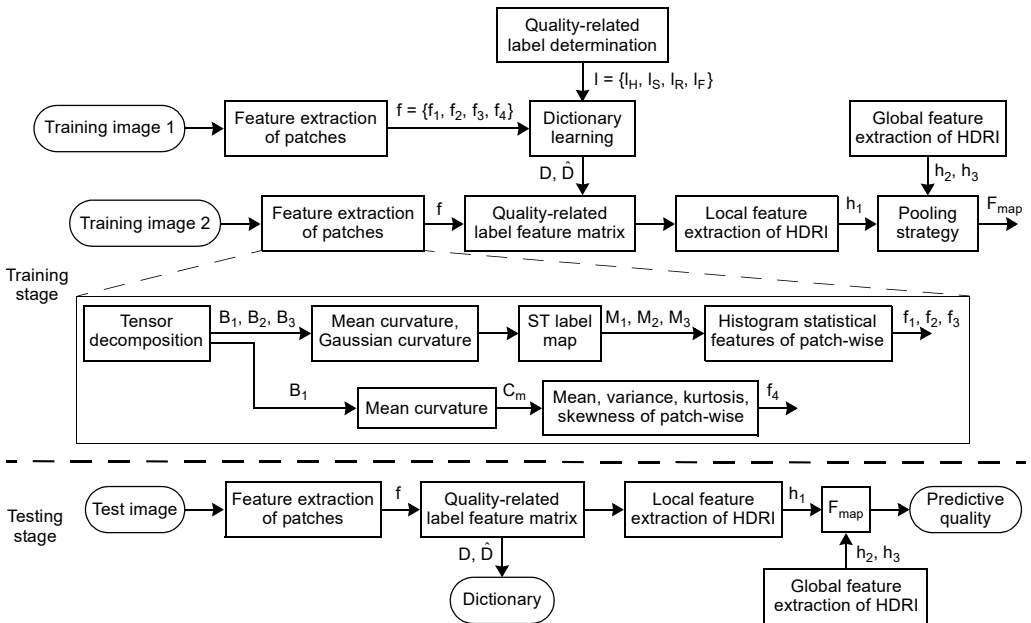 Quality-related
label determination
l = {l_H, l_S, l_R, l_F}
Training image 1
Feature extraction
of patches
f = {f_1, f_2, f_3, f_4}
Dictionary
learning
Global feature
extraction of HDRI
D, D̂
h_2, h_3
Training image 2
Feature extraction
of patches
f
Quality-related
label feature matrix
Local feature
extraction of HDRI
h_1
Pooling
strategy
F_map
Training
stage
Tensor
decomposition
B_1, B_2, B_3
Mean curvature,
Gaussian curvature
ST label
map
M_1, M_2, M_3
Histogram statistical
features of patch-wise
f_1, f_2, f_3
B_1
Mean curvature
C_m
Mean, variance, kurtosis,
skewness of patch-wise
f_4
Testing
stage
Test image
Feature extraction
of patches
f
Quality-related
label feature matrix
Local feature
extraction of HDRI
h_1
F_map
Predictive
quality
D, D̂
h_2, h_3
Dictionary
Global feature
extraction of HDRI